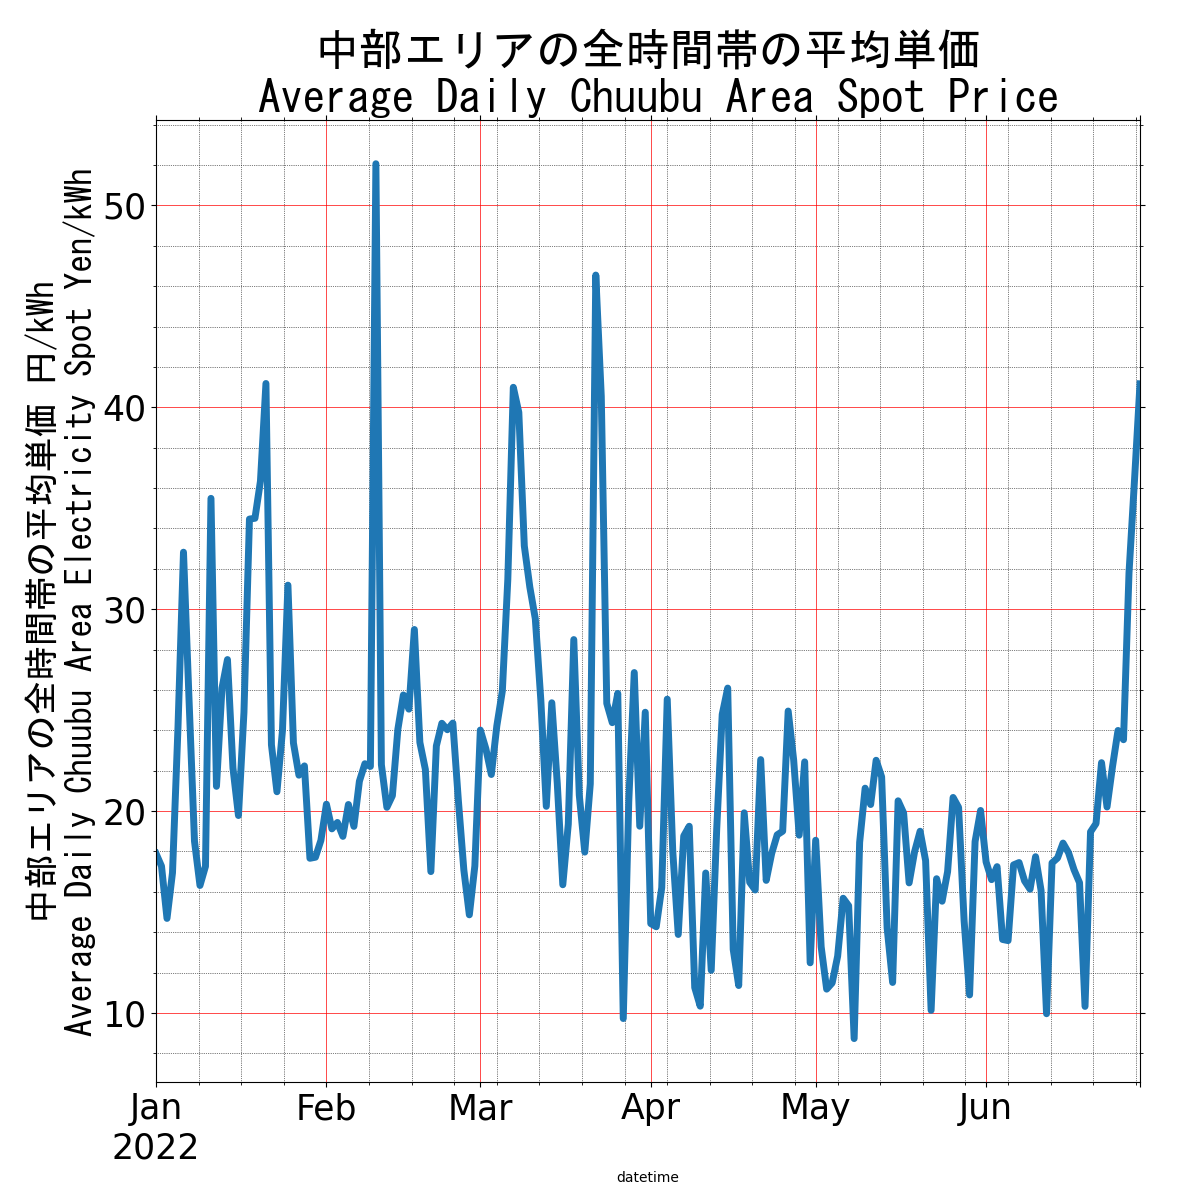 中部エリアの全時間帯の平均単価
Average Daily Chuubu Area Spot Price
中部エリアの全時間帯の平均単価 円/kWh
Average Daily Chuubu Area Electricity Spot Yen/kWh
50
40
30
20
10
Jan Feb Mar Apr May Jun
2022
datetime